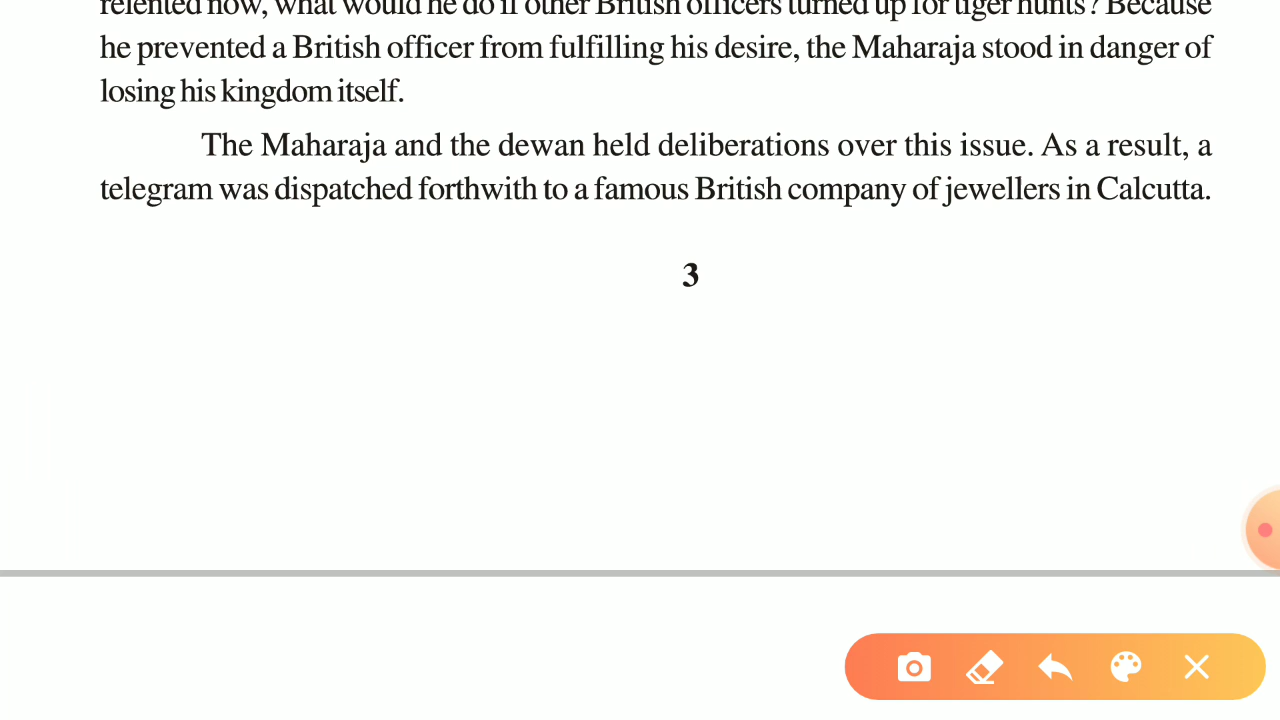 relented now, what would he do if other British officers turned up for tiger hunts? Because
he prevented a British officer from fulfilling his desire, the Maharaja stood in danger of
losing his kingdom itself.
The Maharaja and the dewan held deliberations over this issue. As a result, a
telegram was dispatched forthwith to a famous British company of jewellers in Calcutta.
3